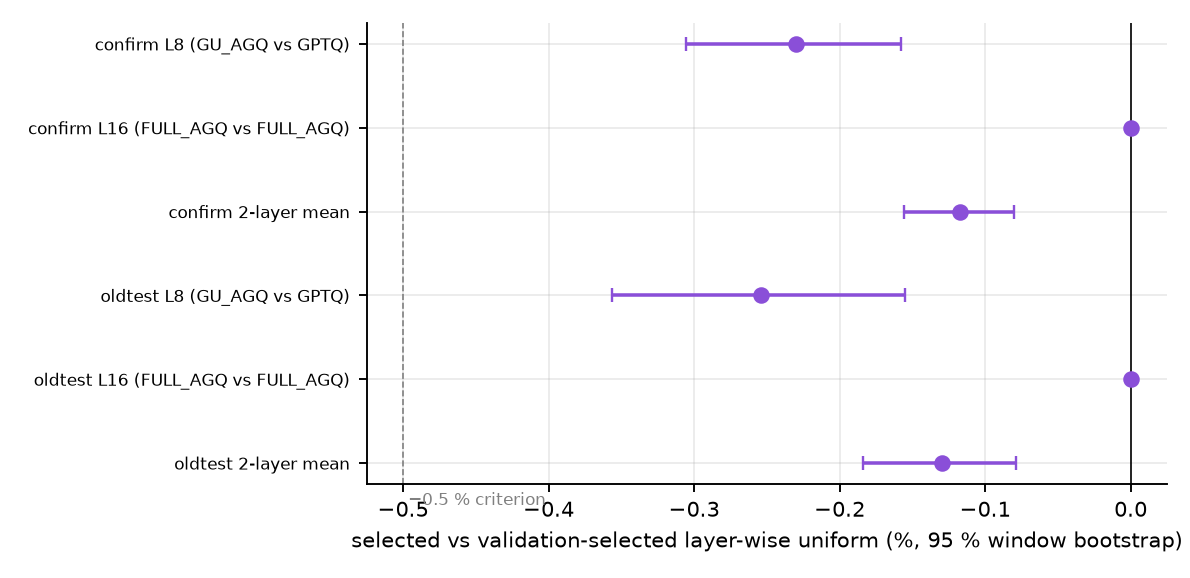 confirm L8 (GU_AGQ vs GPTQ)
confirm L16 (FULL_AGQ vs FULL_AGQ)
confirm 2-layer mean
oldtest L8 (GU_AGQ vs GPTQ)
oldtest L16 (FULL_AGQ vs FULL_AGQ)
oldtest 2-layer mean
−0.5 % criterion
−0.5 −0.4 −0.3 −0.2 −0.1 0.0
selected vs validation-selected layer-wise uniform (%, 95 % window bootstrap)